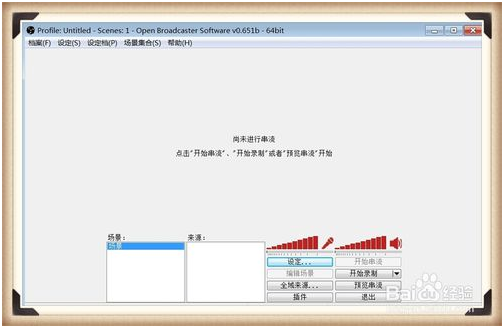 Profile: Untitled - Scenes: 1 - Open Broadcaster Software v0.651b - 64bit
档案(F) 设定(S) 设定档(P) 场景集合(S) 帮助(H)
尚未进行串流
点击"开始串流"、"开始录制"或者"预览串流"开始
场景: 来源:
场景
设定... 开始串流
编辑场景 开始录制
全域来源... 预览串流
插件 退出
Baidu 经验